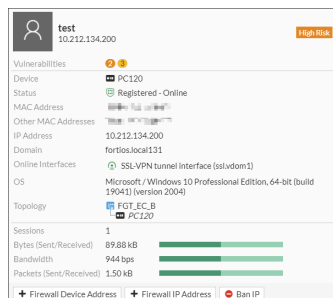 test
10.212.134.200
High Risk
Vulnerabilities 2 3
Device PC120
Status Registered - Online
MAC Address
Other MAC Addresses
IP Address 10.212.134.200
Domain fortios.local131
Online Interfaces SSL-VPN tunnel interface (ssl.vdom1)
OS Microsoft / Windows 10 Professional Edition, 64-bit (build
19041) (version 2004)
Topology FGT_EC_B
PC120
Sessions 1
Bytes (Sent/Received) 89.88 kB
Bandwidth 944 bps
Packets (Sent/Received) 1.50 kB
+ Firewall Device Address + Firewall IP Address Ban IP